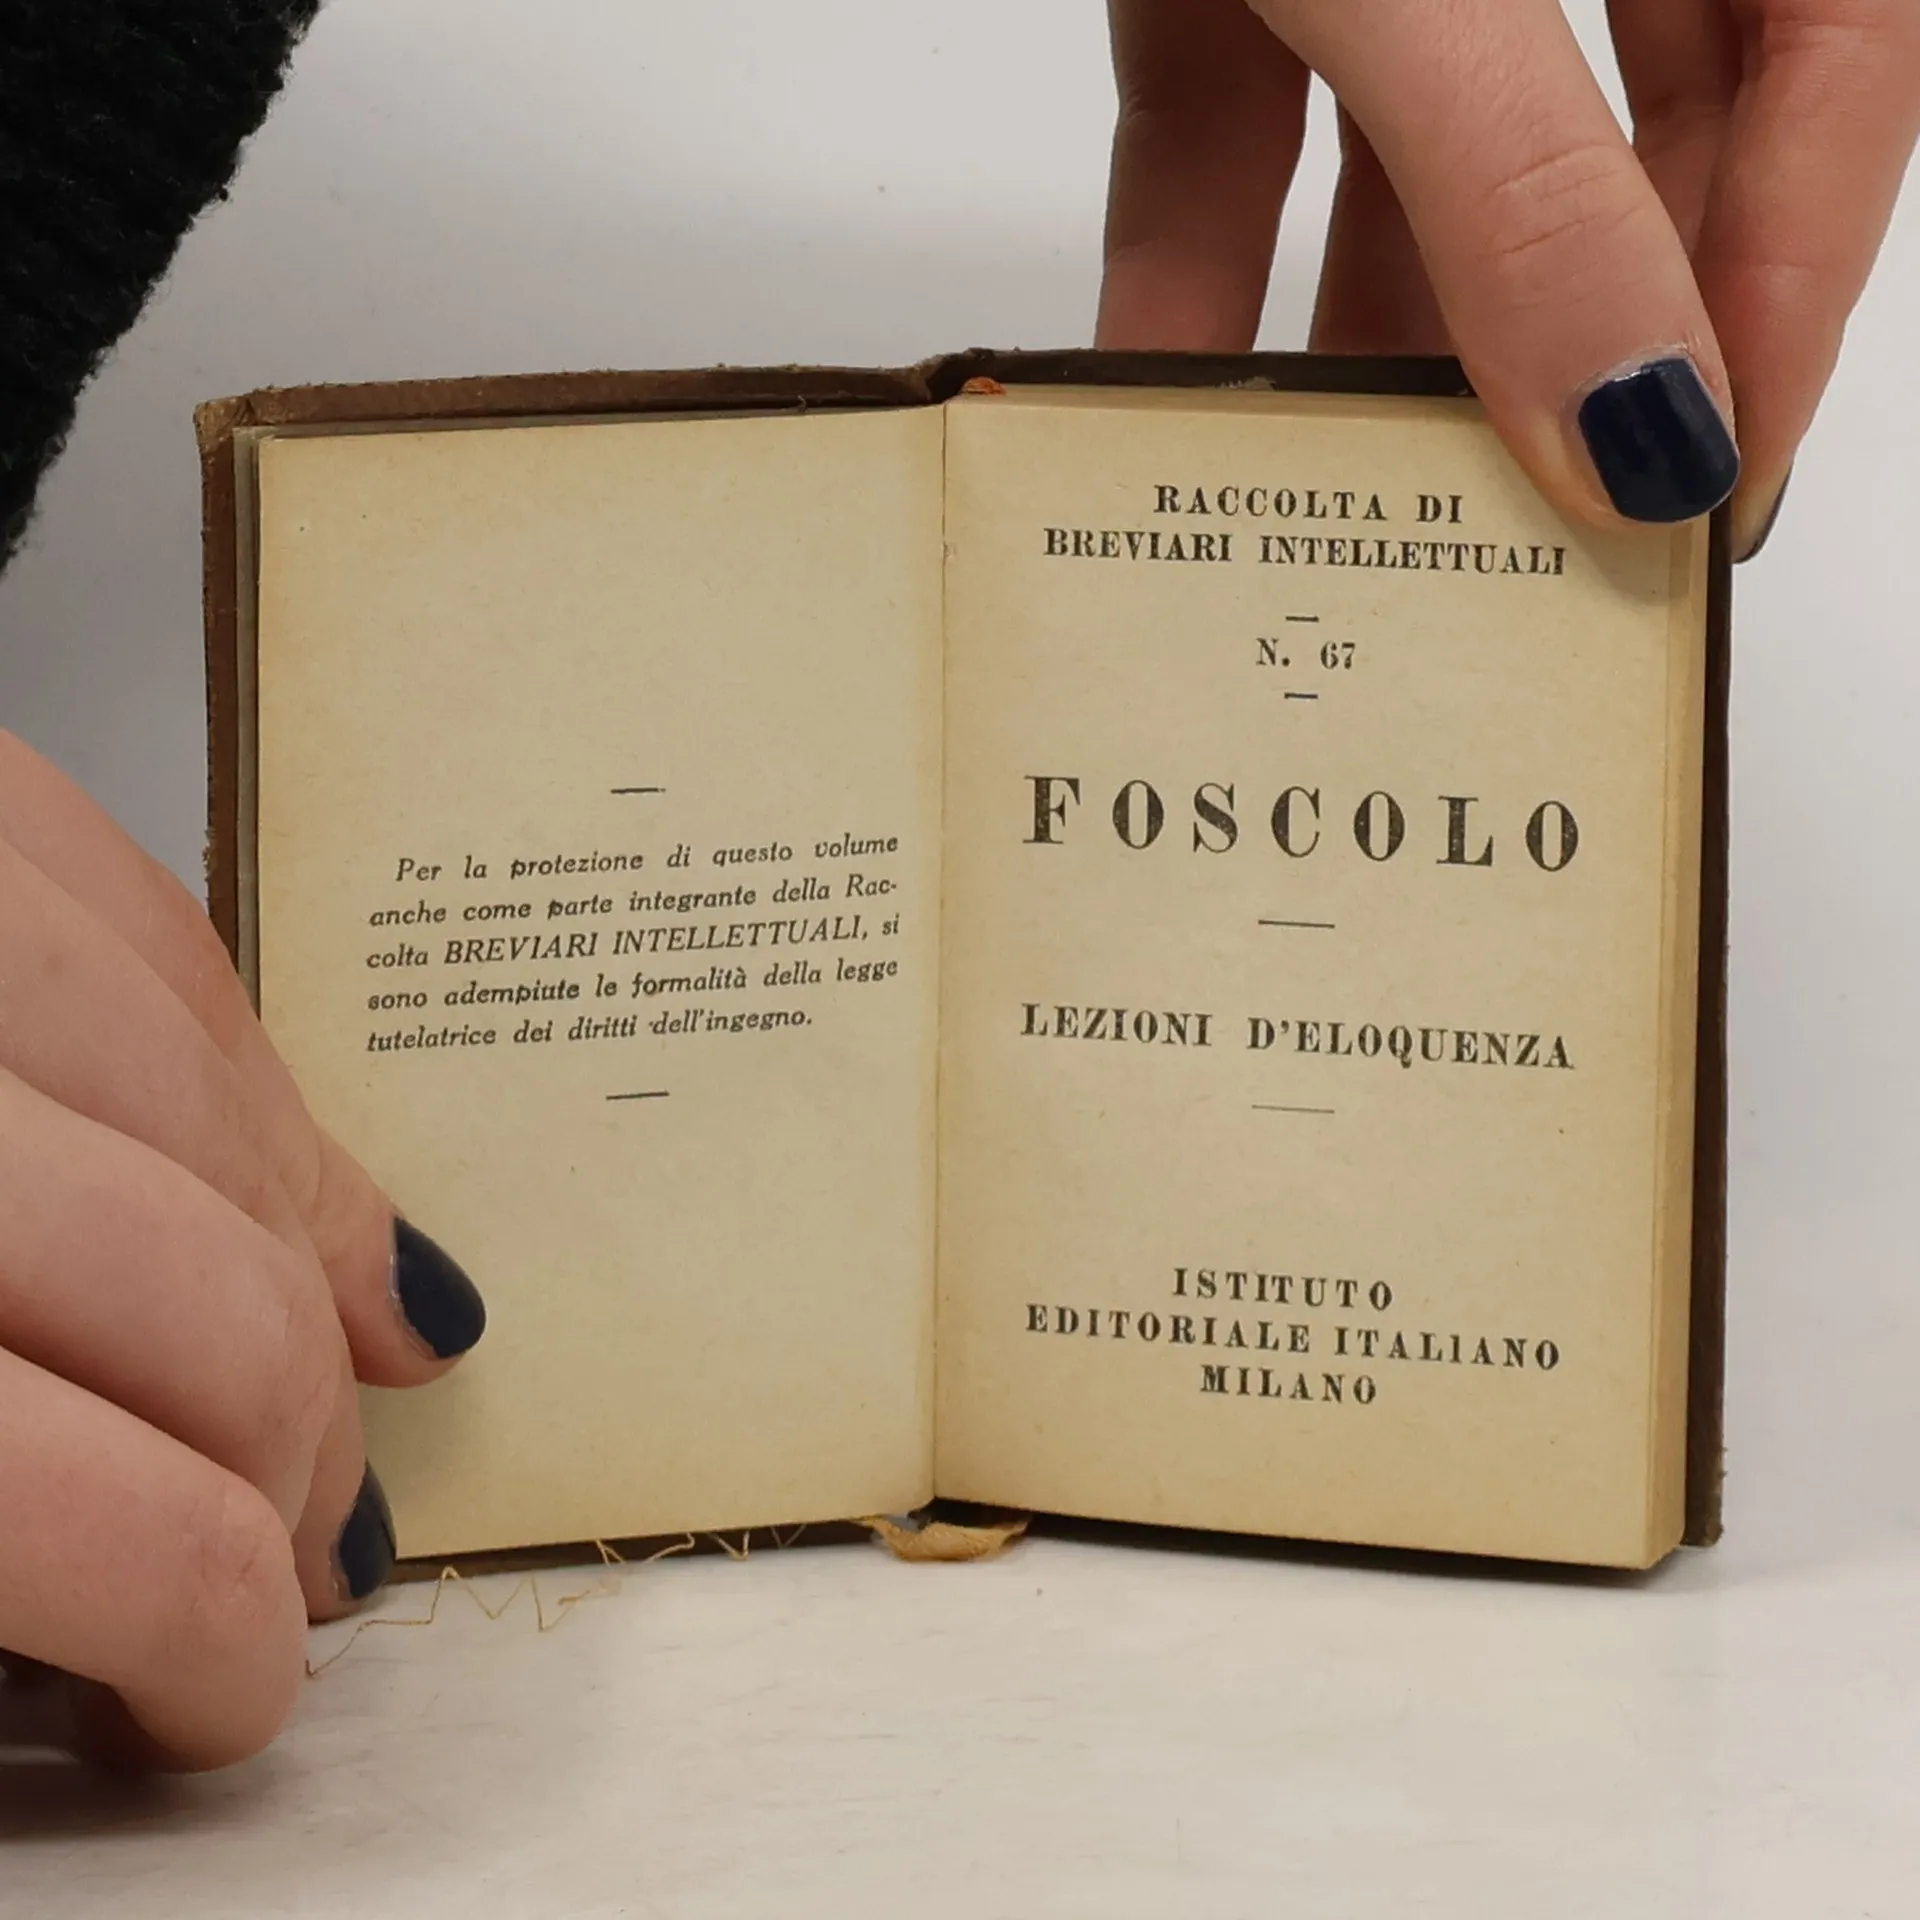 Per la protezione di questo volume
anche come parte integrante della Rac-
colta BREVIARI INTELLETTUALI, si
sono adempiute le formalità della legge
tutelatrice dei diritti dell'ingegno.
RACCOLTA DI
BREVIARI INTELLETTUALI
N. 67
FOSCOLO
LEZIONI D'ELOQUENZA
ISTITUTO
EDITORIALE ITALIANO
MILANO